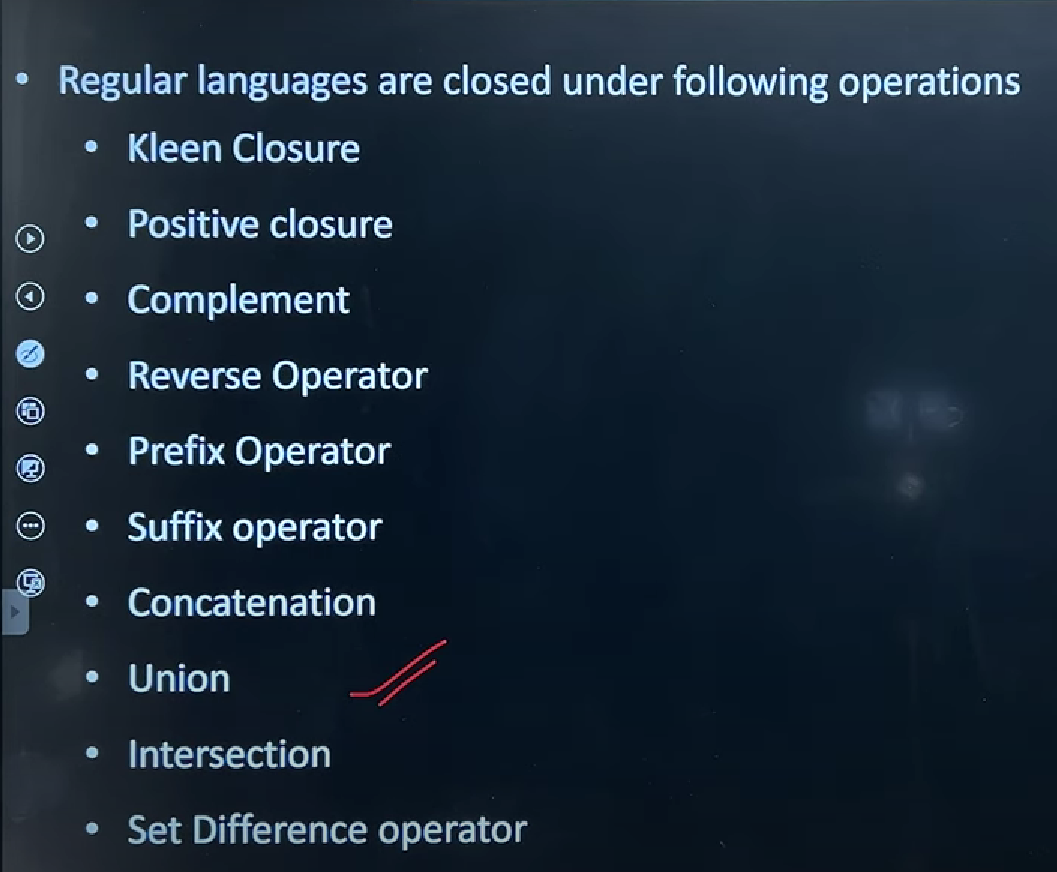 Regular languages are closed under following operations
Kleen Closure
Positive closure
Complement
Reverse Operator
Prefix Operator
Suffix operator
Concatenation
Union
Intersection
Set Difference operator